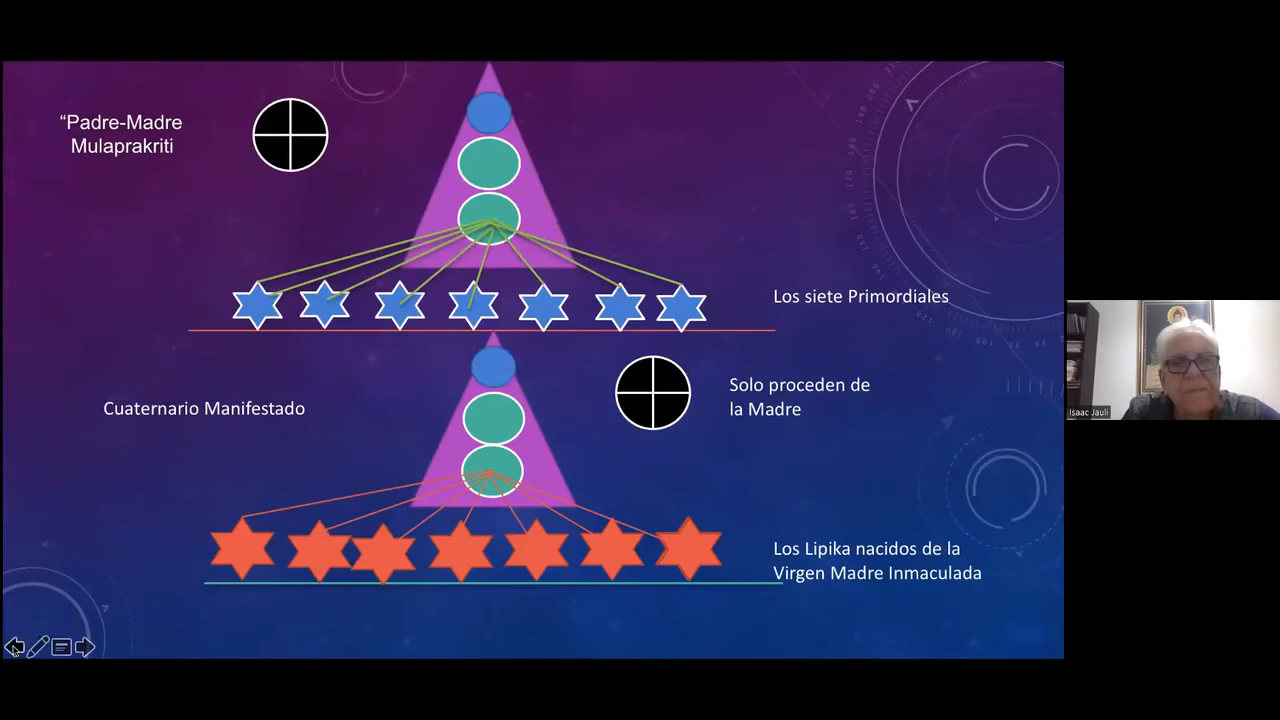 “Padre-Madre
Mulaprakriti
Los siete Primordiales
Cuaternario Manifestado
Solo proceden de
la Madre
Los Lipika nacidos de la
Virgen Madre Inmaculada
Isaac Jauli